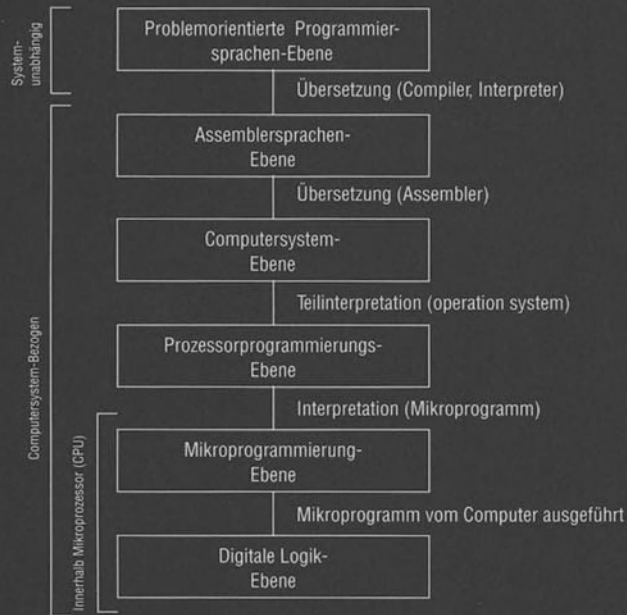 System-
unabhängig
Problemorientierte Programmier-
sprachen-Ebene
Übersetzung (Compiler, Interpreter)
Computersystem-Bezogen
Assemblersprachen-
Ebene
Übersetzung (Assembler)
Computersystem-
Ebene
Teilinterpretation (operation system)
Prozessorprogrammierungs-
Ebene
Interpretation (Mikroprogramm)
Innerhalb Mikroprozessor (CPU)
Mikroprogrammierung-
Ebene
Mikroprogramm vom Computer ausgeführt
Digitale Logik-
Ebene